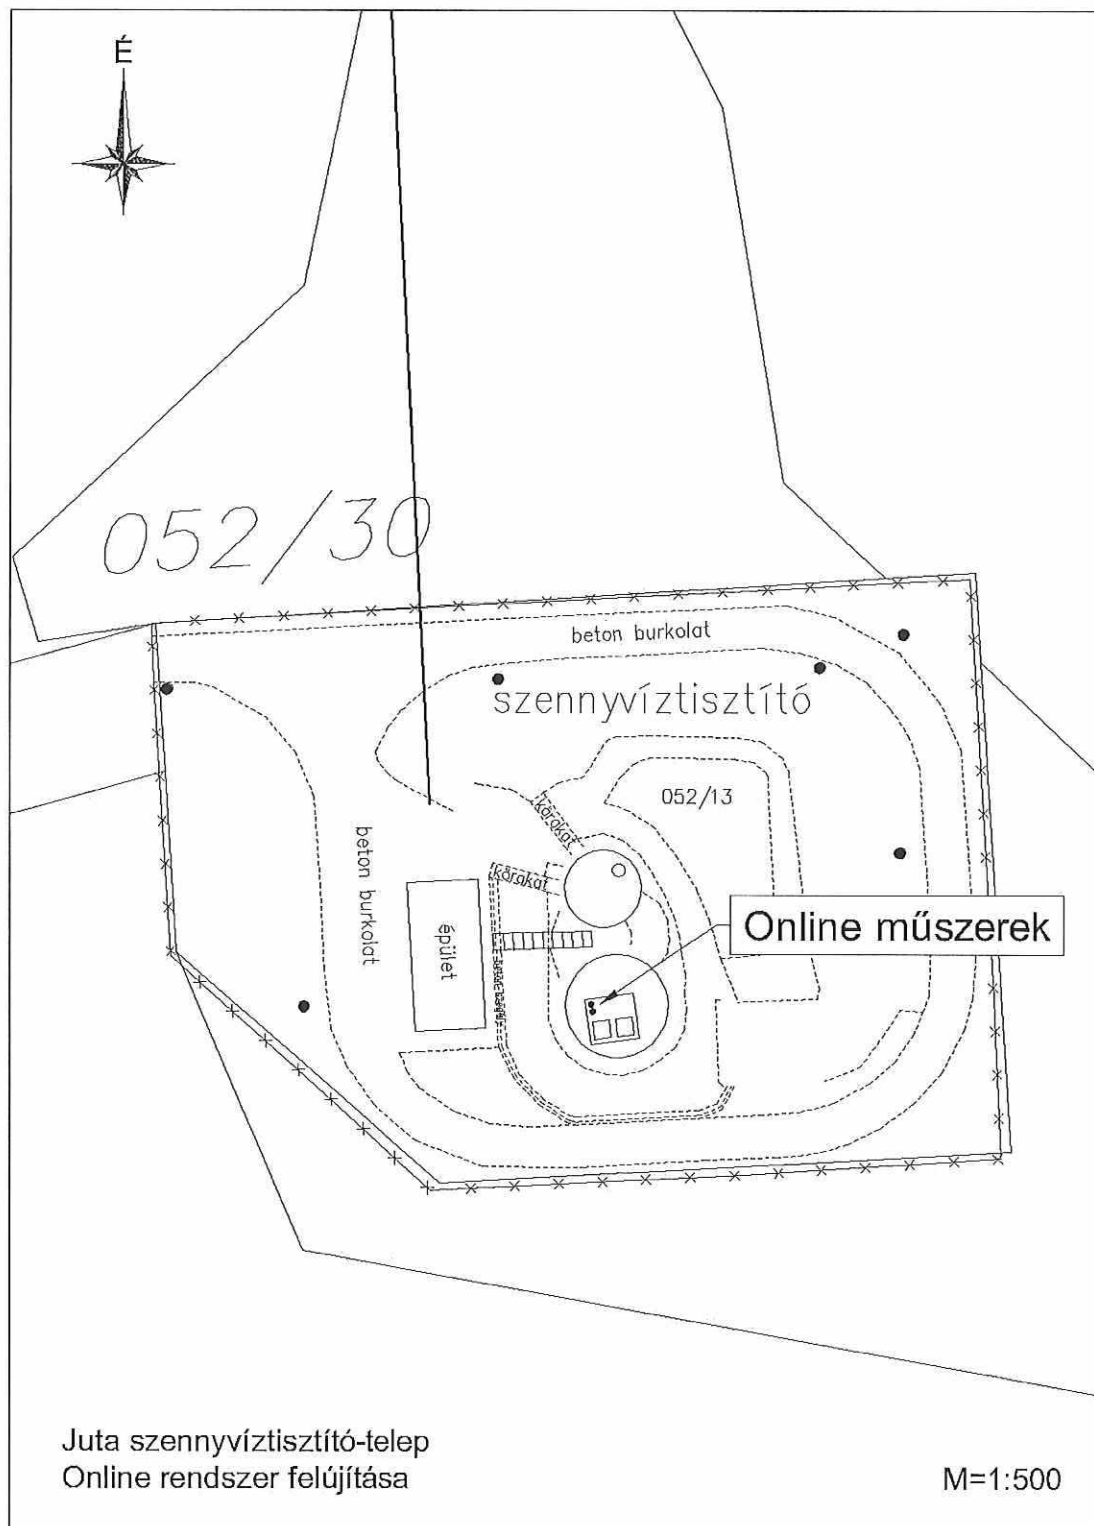 É
052/30
beton burkolat
szennyvíztisztító
052/13
kőrakat
kőrakat
beton burkolat
épület
Online műszerek
Juta szennyvíztisztító-telep
Online rendszer felújítása
M=1:500